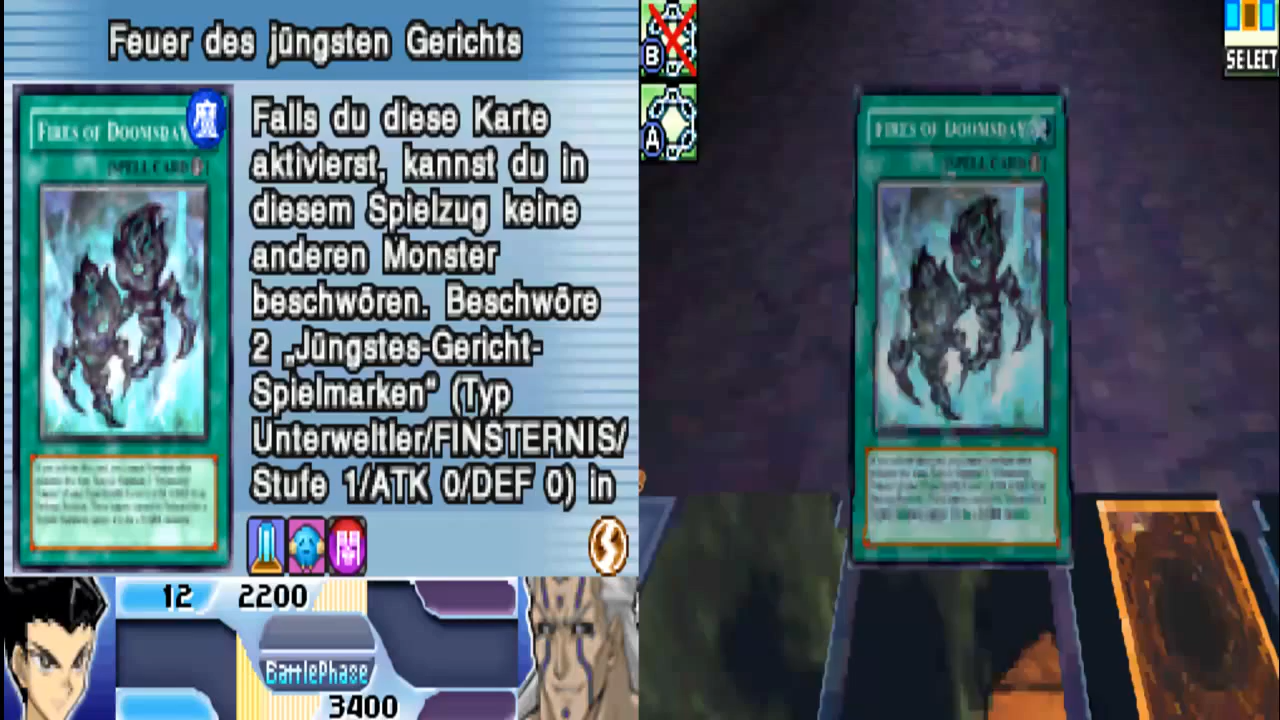 Feuer des jüngsten Gerichts
FIRES OF DOOMSDAY
魔
[SPELL CARD]
Falls du diese Karte
aktivierst, kannst du in
diesem Spielzug keine
anderen Monster
beschwören. Beschwöre
2 „Jüngstes-Gericht-
Spielmarken“ (Typ
Unterweltler/FINSTERNIS/
Stufe 1/ATK 0/DEF 0) in
闇
12 2200
BattlePhase
3400
B
A
SELECT
FIRES OF DOOMSDAY
[SPELL CARD]